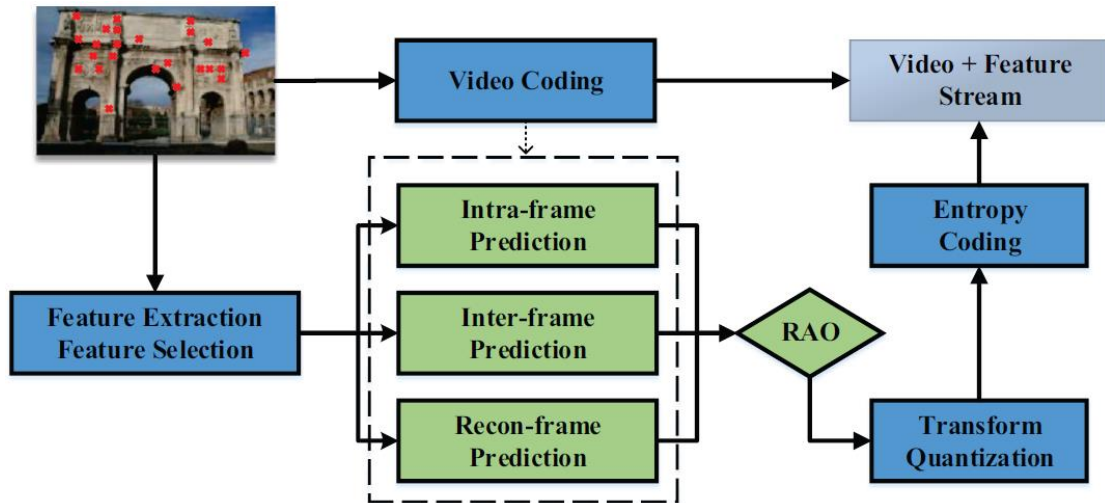 Video Coding
Video + Feature
Stream
Intra-frame
Prediction
Entropy
Coding
Feature Extraction
Feature Selection
Inter-frame
Prediction
RAO
Recon-frame
Prediction
Transform
Quantization